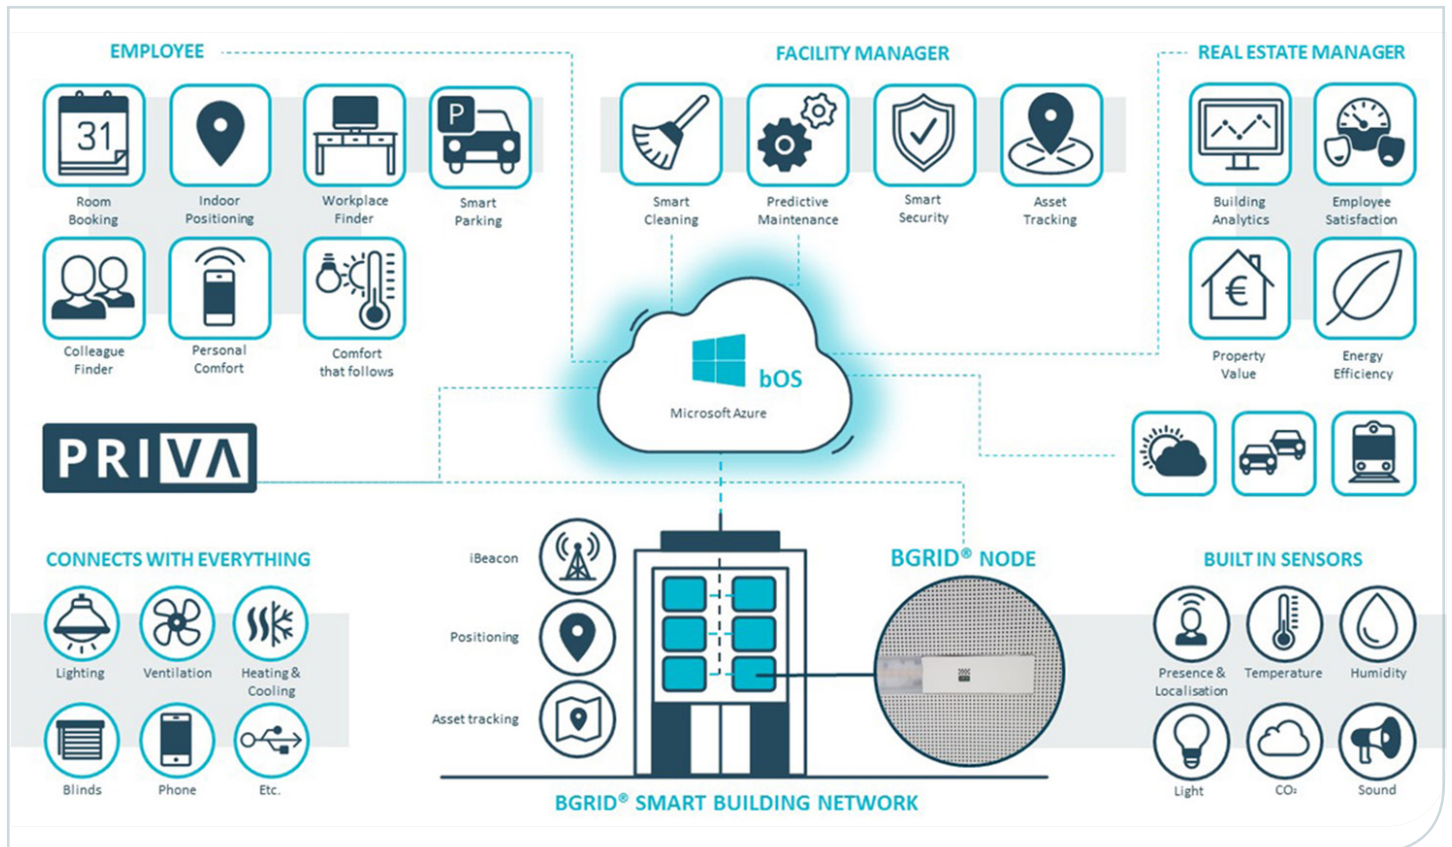 EMPLOYEE
31
Room
Booking
Indoor
Positioning
Workplace
Finder
P
Smart
Parking
Colleague
Finder
Personal
Comfort
Comfort
that follows
FACILITY MANAGER
Smart
Cleaning
Predictive
Maintenance
Smart
Security
Asset
Tracking
REAL ESTATE MANAGER
Building
Analytics
Employee
Satisfaction
€
Property
Value
Energy
Efficiency
bOS
Microsoft Azure
PRIVA
CONNECTS WITH EVERYTHING
Lighting
Ventilation
Heating &
Cooling
Blinds
Phone
Etc.
iBeacon
Positioning
Asset tracking
BGRID® NODE
BUILT IN SENSORS
Presence &
Localisation
Temperature
Humidity
Light
CO₂
Sound
BGRID® SMART BUILDING NETWORK